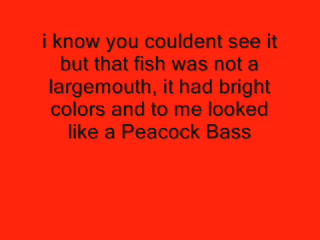 i know you couldent see it
but that fish was not a
largemouth, it had bright
colors and to me looked
like a Peacock Bass